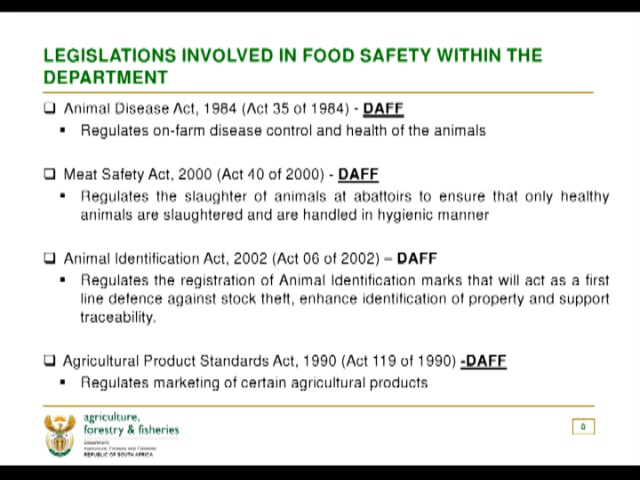 LEGISLATIONS INVOLVED IN FOOD SAFETY WITHIN THE
DEPARTMENT
Animal Disease Act, 1984 (Act 35 of 1984) - DAFF
Regulates on-farm disease control and health of the animals
Meat Safety Act, 2000 (Act 40 of 2000) - DAFF
Regulates the slaughter of animals at abattoirs to ensure that only healthy
animals are slaughtered and are handled in hygienic manner
Animal Identification Act, 2002 (Act 06 of 2002) – DAFF
Regulates the registration of Animal Identification marks that will act as a first
line defence against stock theft, enhance identification of property and support
traceability.
Agricultural Product Standards Act, 1990 (Act 119 of 1990) -DAFF
Regulates marketing of certain agricultural products
agriculture,
forestry & fisheries
Department:
Agriculture, Forestry and Fisheries
REPUBLIC OF SOUTH AFRICA